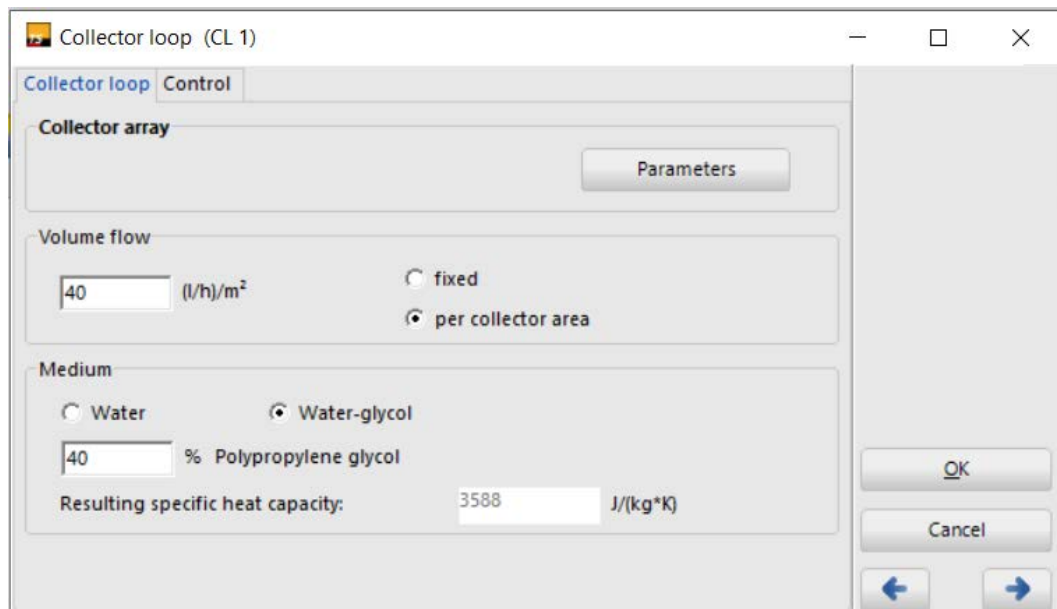 TS Collector loop (CL 1)
Collector loop Control
Collector array
Parameters
Volume flow
40 (l/h)/m²
fixed
per collector area
Medium
Water Water-glycol
40 % Polypropylene glycol
Resulting specific heat capacity: 3588 J/(kg*K)
OK
Cancel